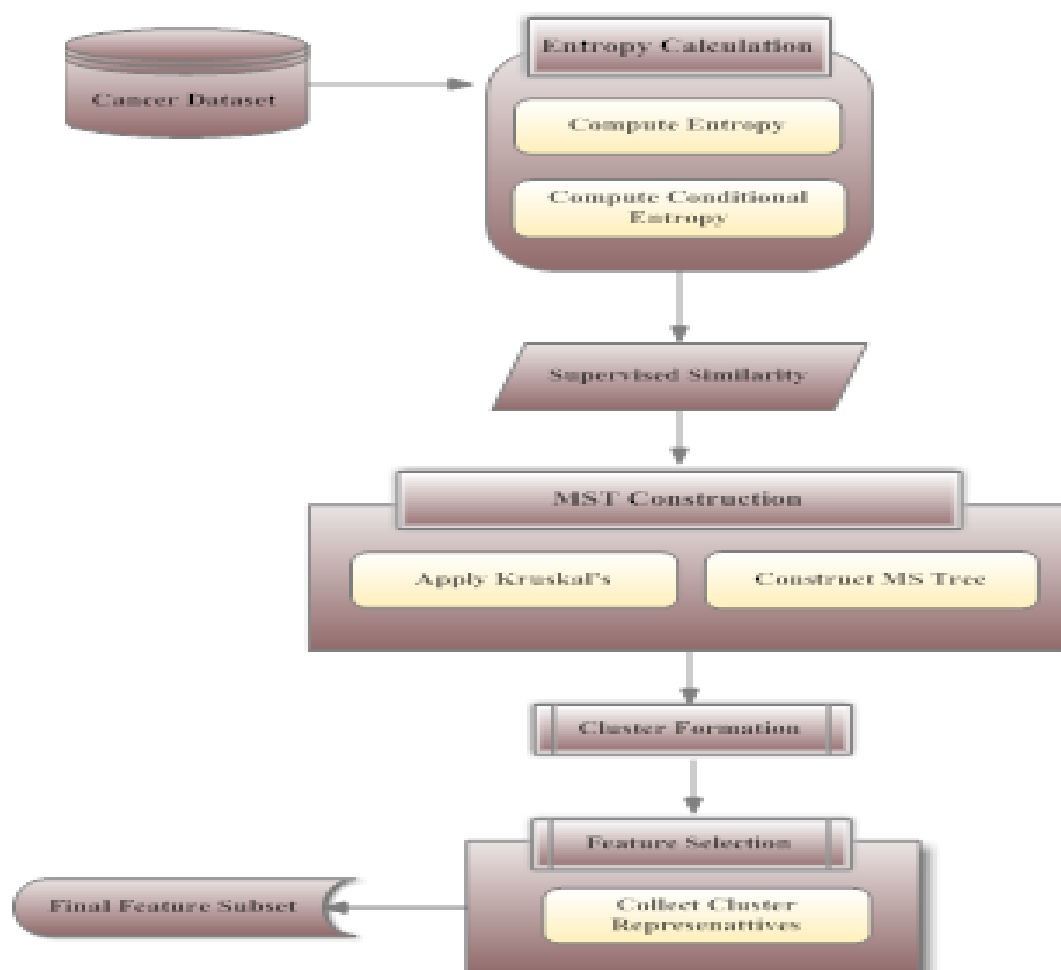 Cancer Dataset
Entropy Calculation
Compute Entropy
Compute Conditional
Entropy
Supervised Similarity
MST Construction
Apply Kruskal's
Construct MS Tree
Cluster Formation
Feature Selection
Collect Cluster
Represenattives
Final Feature Subset